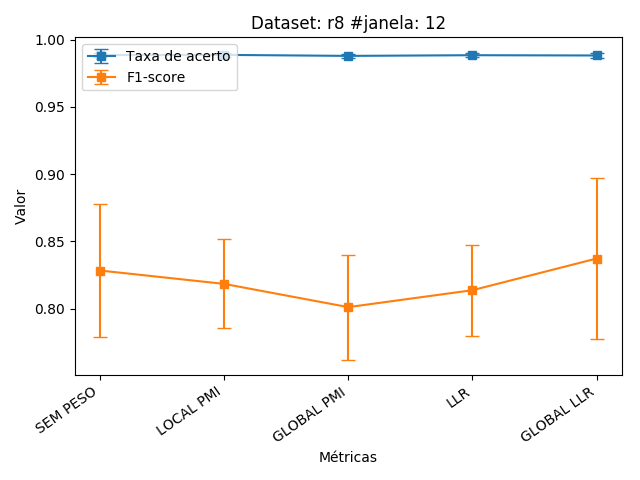 Dataset: r8 #janela: 12
Taxa de acerto
F1-score
1.00
0.95
0.90
0.85
0.80
Valor
SEM PESO
LOCAL PMI
GLOBAL PMI
LLR
GLOBAL LLR
Métricas